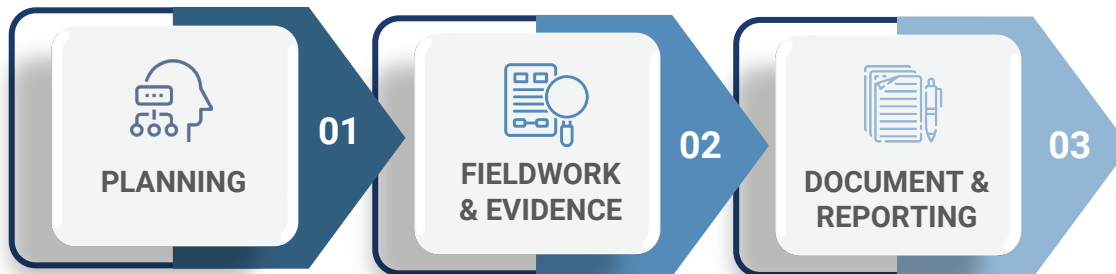 PLANNING
01
FIELDWORK
& EVIDENCE
02
DOCUMENT &
REPORTING
03